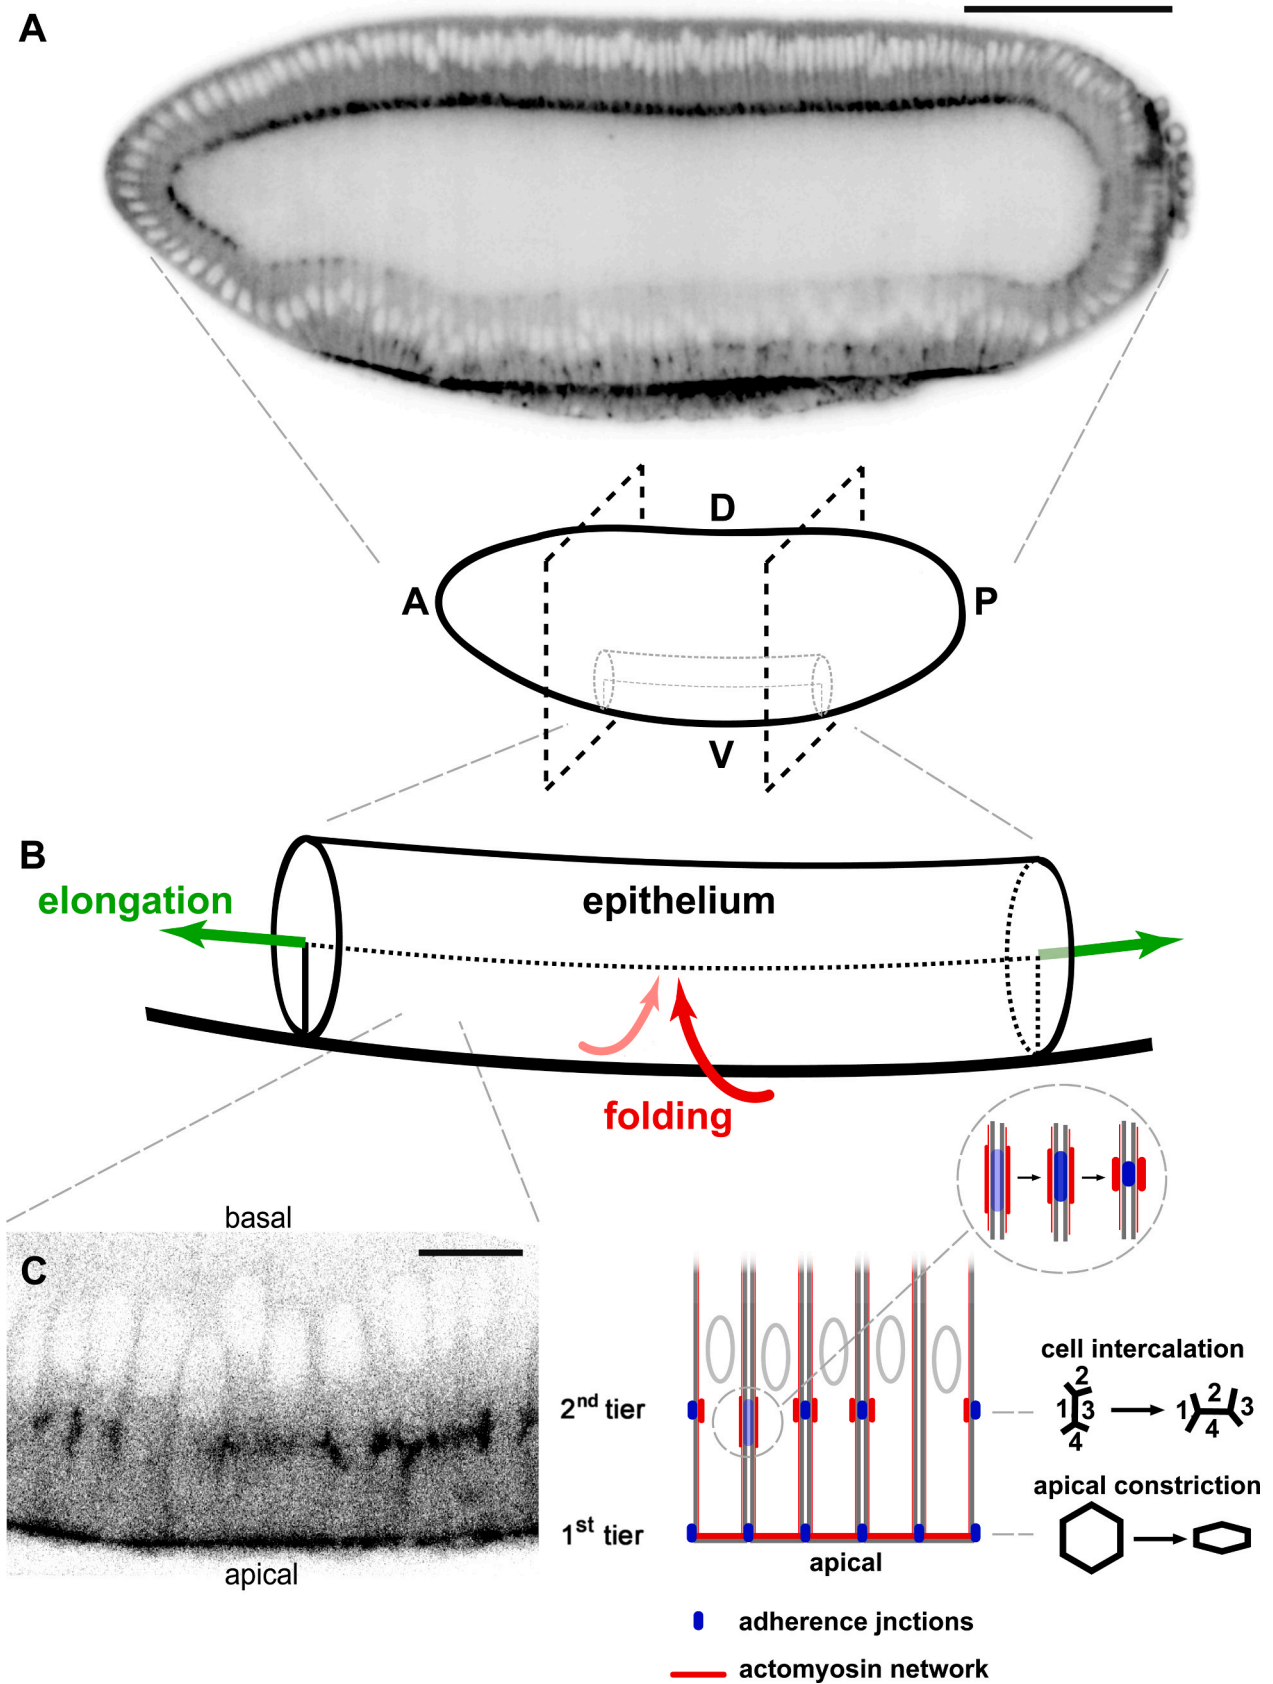 A
D
A
P
V
B
elongation
epithelium
folding
basal
C
cell intercalation
2
1 3
4
2
1 3
4
2nd tier
apical constriction
1st tier
apical
apical
adherence jnctions
actomyosin network